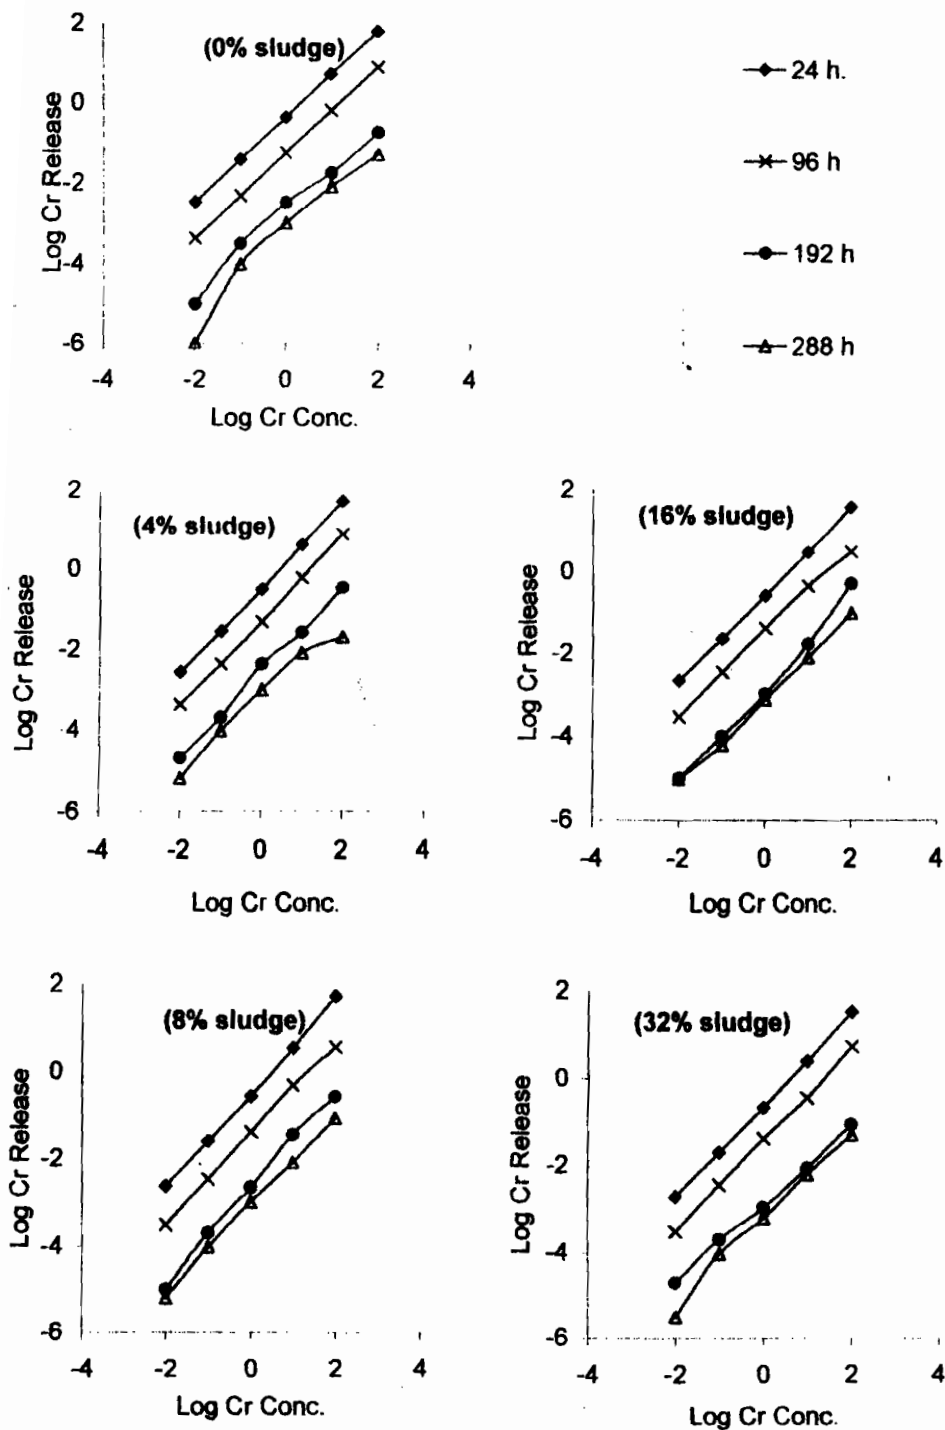 2
(0% sludge)
0
-2
-4
-6
Log Cr Release
-4 -2 0 2 4
Log Cr Conc.
24 h.
96 h
192 h
288 h
2
(4% sludge)
0
-2
-4
-6
Log Cr Release
-4 -2 0 2 4
Log Cr Conc.
2
(16% sludge)
0
-2
-4
-6
Log Cr Release
-4 -2 0 2 4
Log Cr Conc.
2
(8% sludge)
0
-2
-4
-6
Log Cr Release
-4 -2 0 2 4
Log Cr Conc.
2
(32% sludge)
0
-2
-4
-6
Log Cr Release
-4 -2 0 2 4
Log Cr Conc.